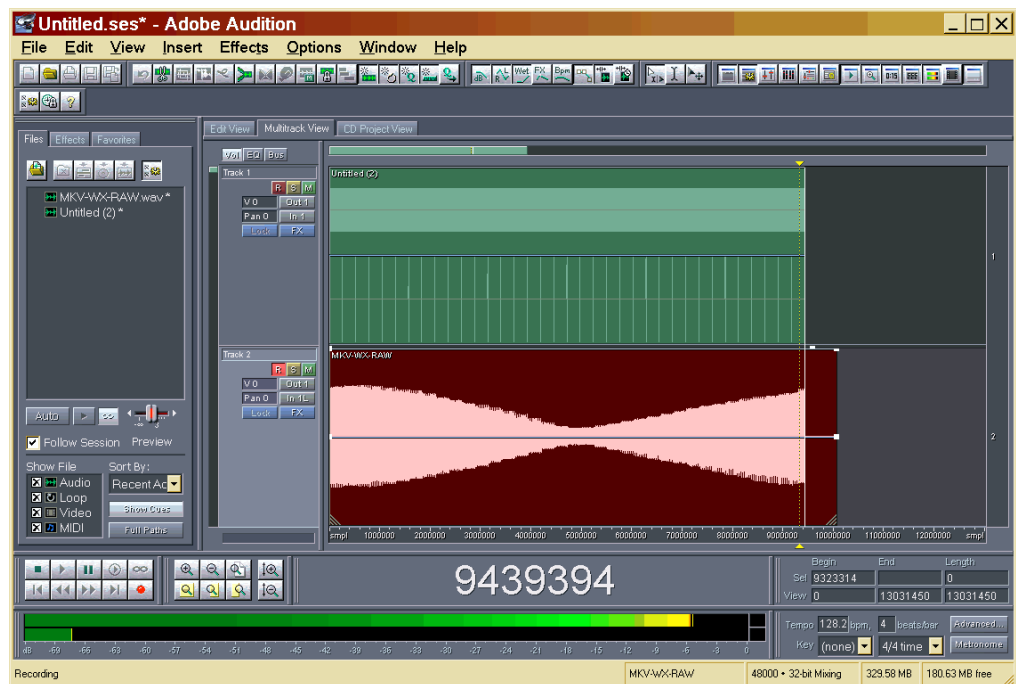 Untitled.ses* - Adobe Audition
File Edit View Insert Effects Options Window Help
Wet FX Bpm 0:15
Edit View Multitrack View CD Project View
Files Effects Favorites
Vol EQ Bus
Track 1
R S M
V 0 Out 1
Pan 0 In 1
Lock FX
Untitled (2)
1
MKV-WX-RAW.wav *
Untitled (2) *
Track 2
R S M
V 0 Out 1
Pan 0 In 1L
Lock FX
MKV-WX-RAW
2
Auto
Follow Session Preview
Show File Sort By:
Audio Recent Ac
Loop
Video Show Cues
MIDI Full Paths
smpl 1000000 2000000 3000000 4000000 5000000 6000000 7000000 8000000 9000000 10000000 11000000 12000000 smpl
9439394
Begin End Length
Sel 9323314 0
View 0 13031450 13031450
Tempo 128.2 bpm, 4 beats/bar Advanced...
Key (none) 4/4 time Metronome
dB -69 -66 -63 -60 -57 -54 -51 -48 -45 -42 -39 -36 -33 -30 -27 -24 -21 -18 -15 -12 -9 -6 -3 0
Recording MKV-WX-RAW 48000 • 32-bit Mixing 329.58 MB 180.63 MB free